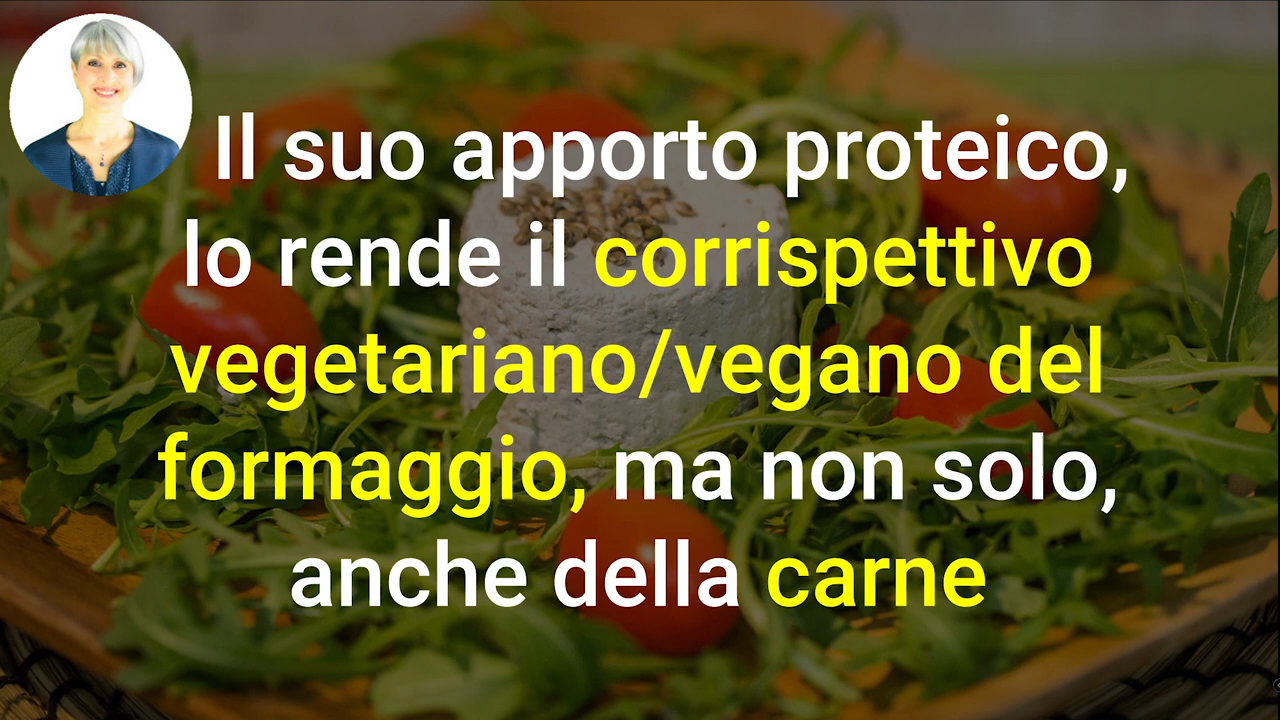 Il suo apporto proteico,
lo rende il corrispettivo
vegetariano/vegano del
formaggio, ma non solo,
anche della carne